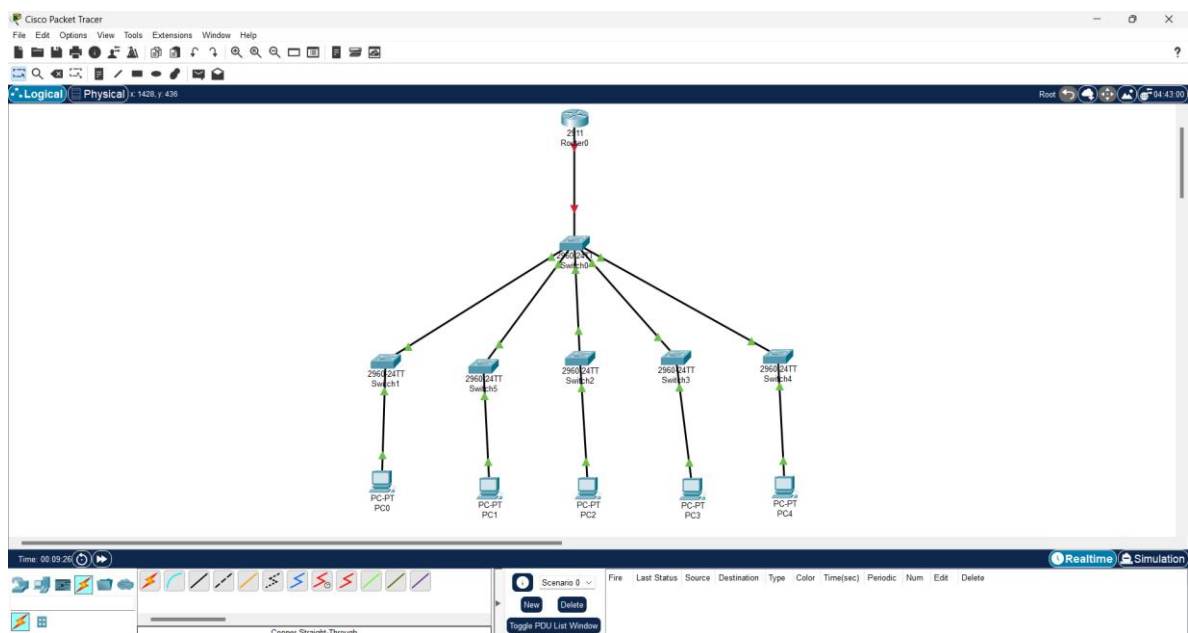 Cisco Packet Tracer
File Edit Options View Tools Extensions Window Help
?
Logical Physical x: 1428, y: 436
Root 04:43:00
2911
Router0
2960-24TT
Switch0
2960-24TT
Switch1
2960-24TT
Switch5
2960-24TT
Switch2
2960-24TT
Switch3
2960-24TT
Switch4
PC-PT
PC0
PC-PT
PC1
PC-PT
PC2
PC-PT
PC3
PC-PT
PC4
Time: 00:09:26
Realtime Simulation
Scenario 0
New Delete
Toggle PDU List Window
Fire Last Status Source Destination Type Color Time(sec) Periodic Num Edit Delete
Copper Straight-Through